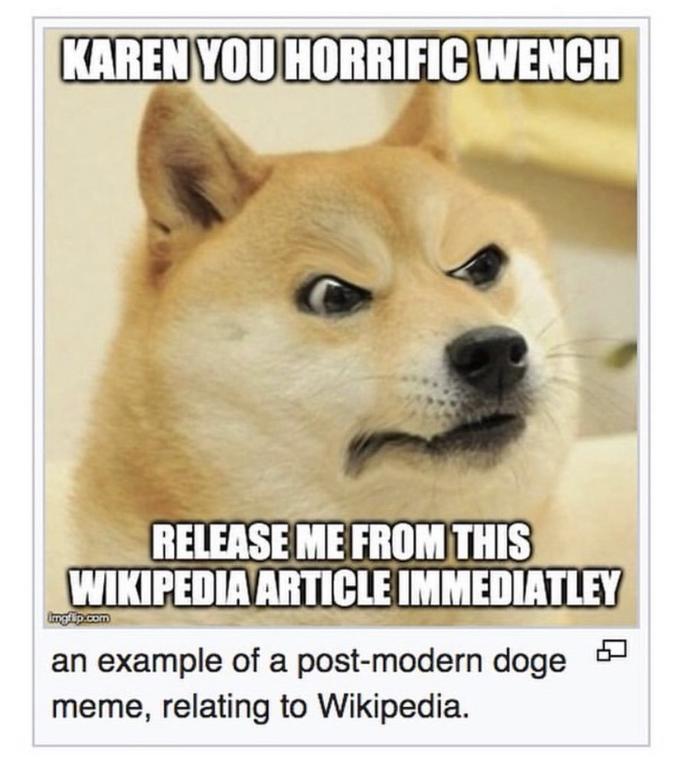 KAREN YOU HORRIFIC WENCH
RELEASE ME FROM THIS
WIKIPEDIA ARTICLE IMMEDIATLEY
imgflip.com
an example of a post-modern doge
meme, relating to Wikipedia.